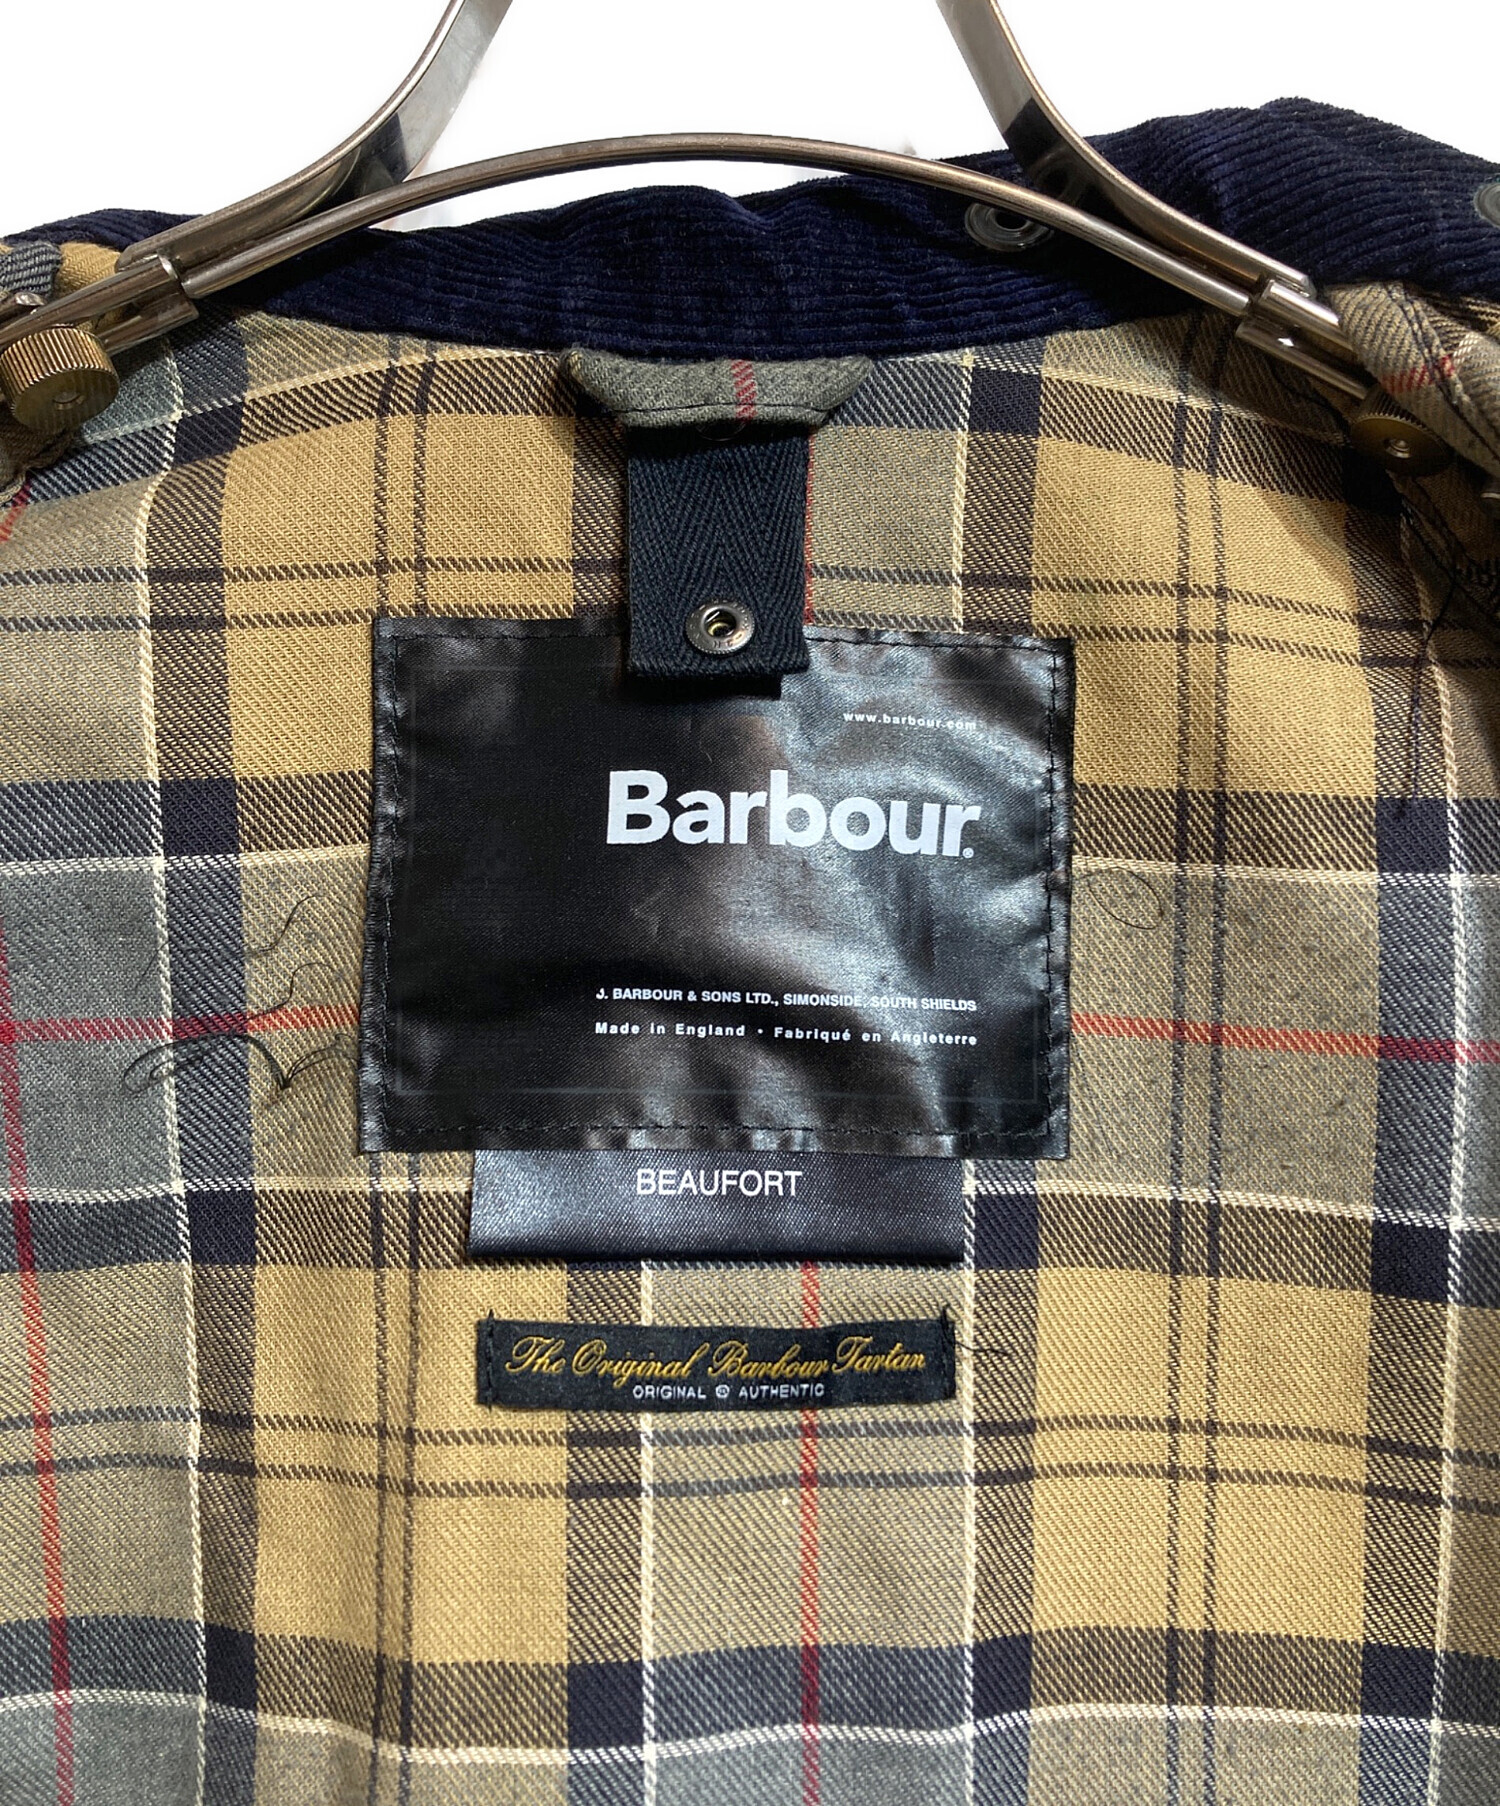 www.barbour.com
Barbour®
J. BARBOUR & SONS LTD., SIMONSIDE, SOUTH SHIELDS
Made in England • Fabriqué en Angleterre
BEAUFORT
The Original Barbour Tartan
ORIGINAL ® AUTHENTIC